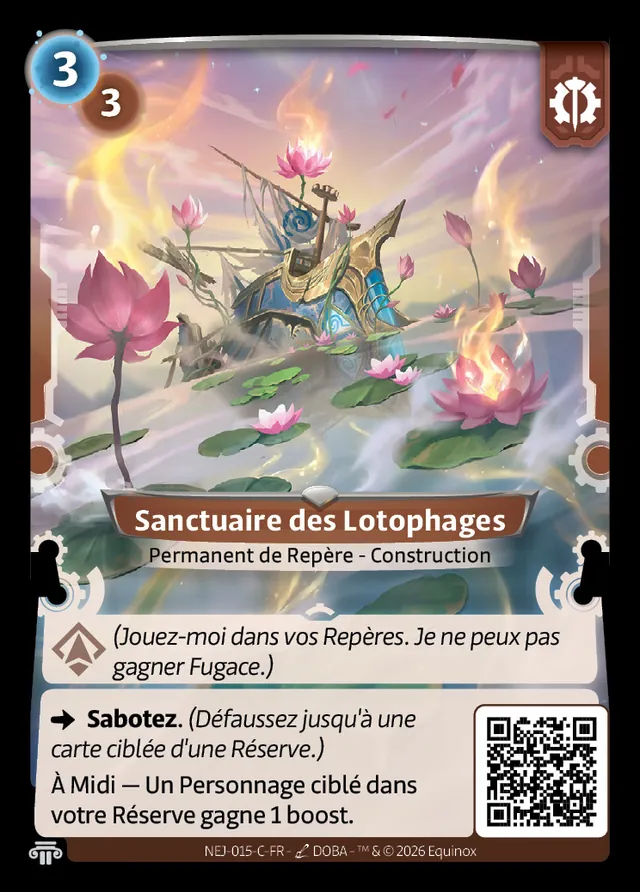 3
3
Sanctuaire des Lotophages
Permanent de Repère - Construction
(Jouez-moi dans vos Repères. Je ne peux pas
gagner Fugace.)
Sabotez. (Défaussez jusqu'à une
carte ciblée d'une Réserve.)
À Midi — Un Personnage ciblé dans
votre Réserve gagne 1 boost.
NEJ-015-C-FR - DOBA - ™ & © 2026 Equinox